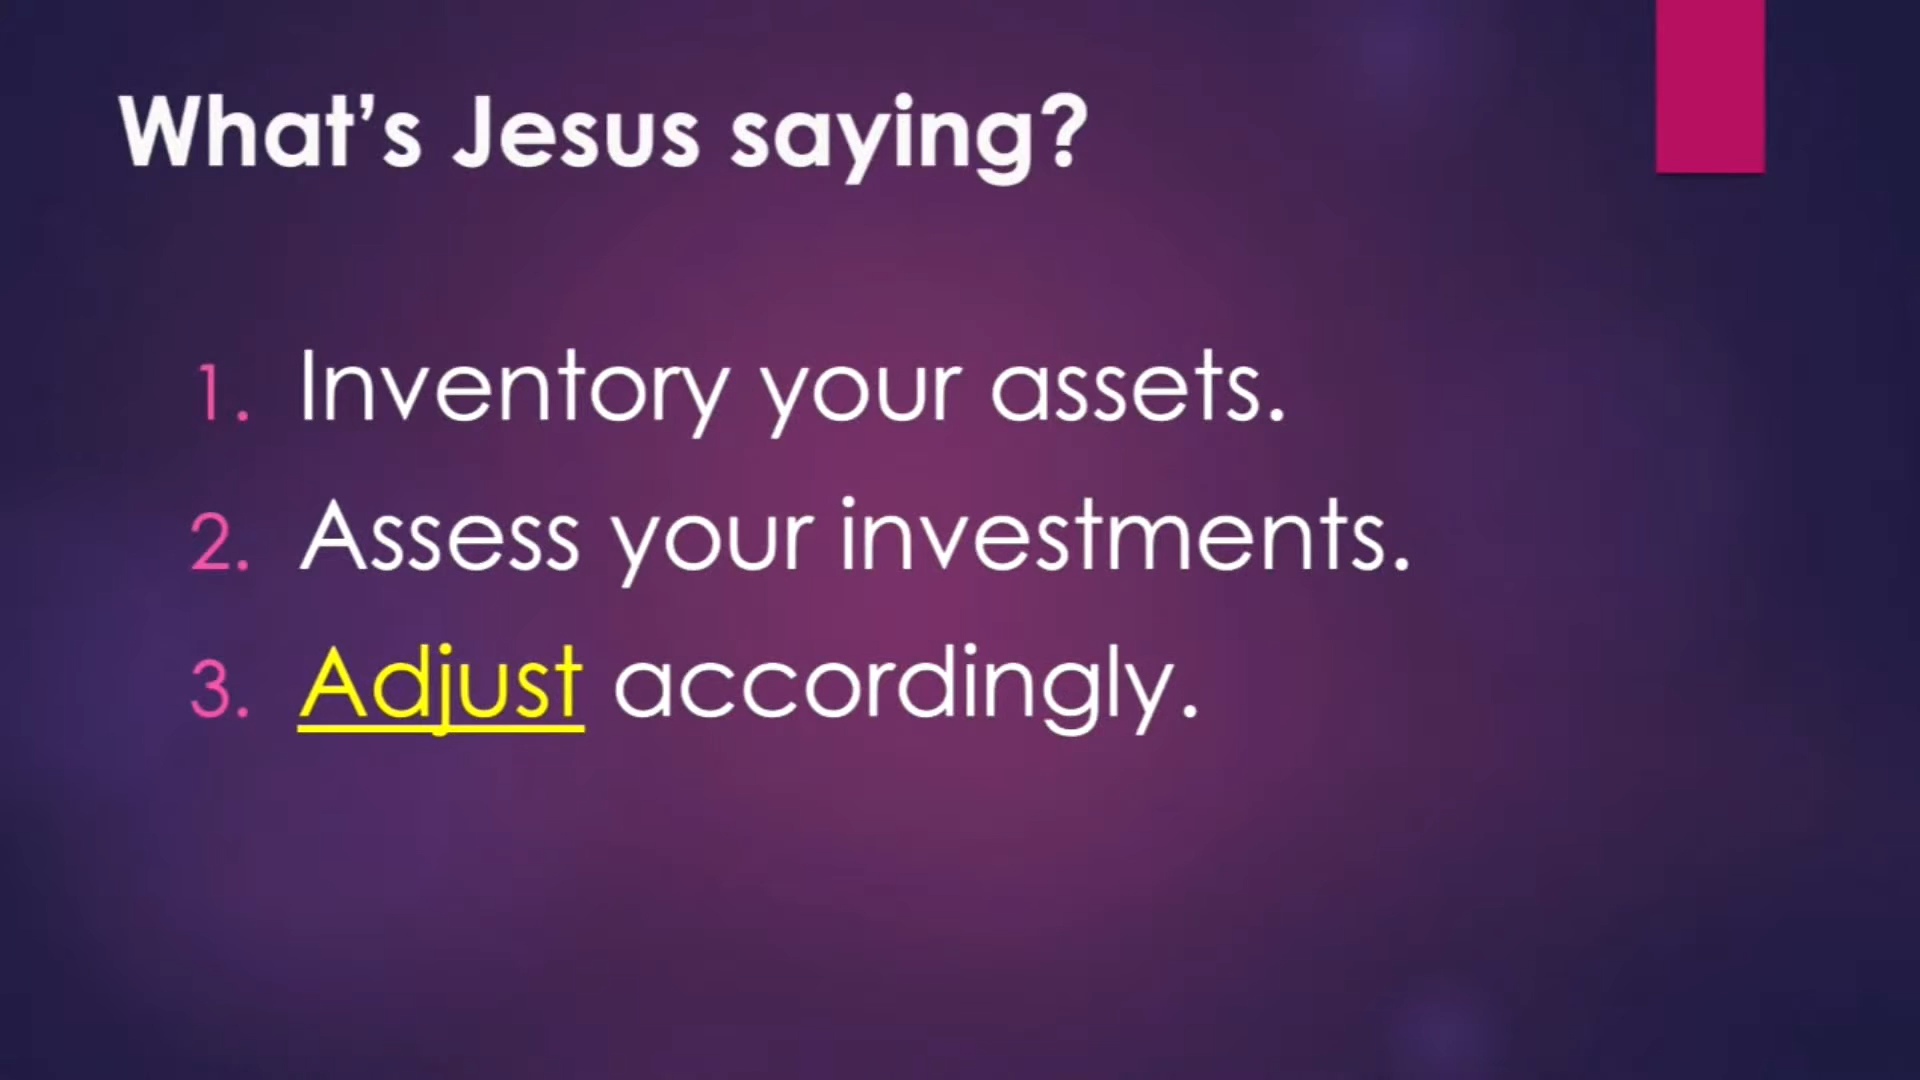 What’s Jesus saying?
1. Inventory your assets.
2. Assess your investments.
3. Adjust accordingly.